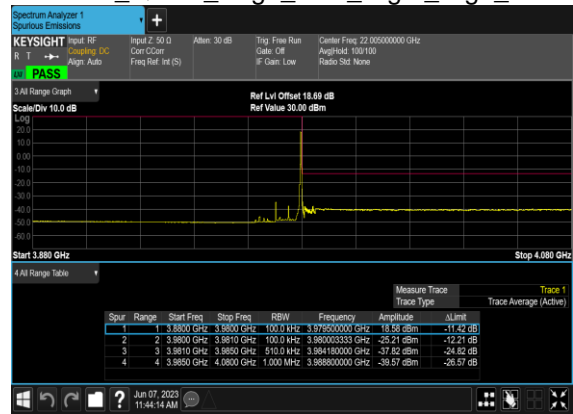 Spectrum Analyzer 1
Spurious Emissions
KEYSIGHT Input: RF
R T Coupling: DC
Align: Auto
Input Z: 50 Ω
Corr CCorr
Freq Ref: Int (S)
Atten: 30 dB
Trig: Free Run
Gate: Off
IF Gain: Low
Center Freq: 22.005000000 GHz
Avg|Hold: 100/100
Radio Std: None
PASS
3 All Range Graph
Scale/Div 10.0 dB
Ref Lvl Offset 18.69 dB
Ref Value 30.00 dBm
Log
20.0
10.0
0.00
-10.0
-20.0
-30.0
-40.0
-50.0
-60.0
Start 3.880 GHz
Stop 4.080 GHz
4 All Range Table
Measure Trace Trace 1
Trace Type Trace Average (Active)
Spur Range Start Freq Stop Freq RBW Frequency Amplitude ΔLimit
1 1 3.8800 GHz 3.9800 GHz 100.0 kHz 3.979500000 GHz 18.58 dBm -11.42 dB
2 2 3.9800 GHz 3.9810 GHz 100.0 kHz 3.980003333 GHz -25.21 dBm -12.21 dB
3 3 3.9810 GHz 3.9850 GHz 510.0 kHz 3.984180000 GHz -37.82 dBm -24.82 dB
4 4 3.9850 GHz 4.0800 GHz 1.000 MHz 3.988800000 GHz -39.57 dBm -26.57 dB
?
Jun 07, 2023
11:44:14 AM